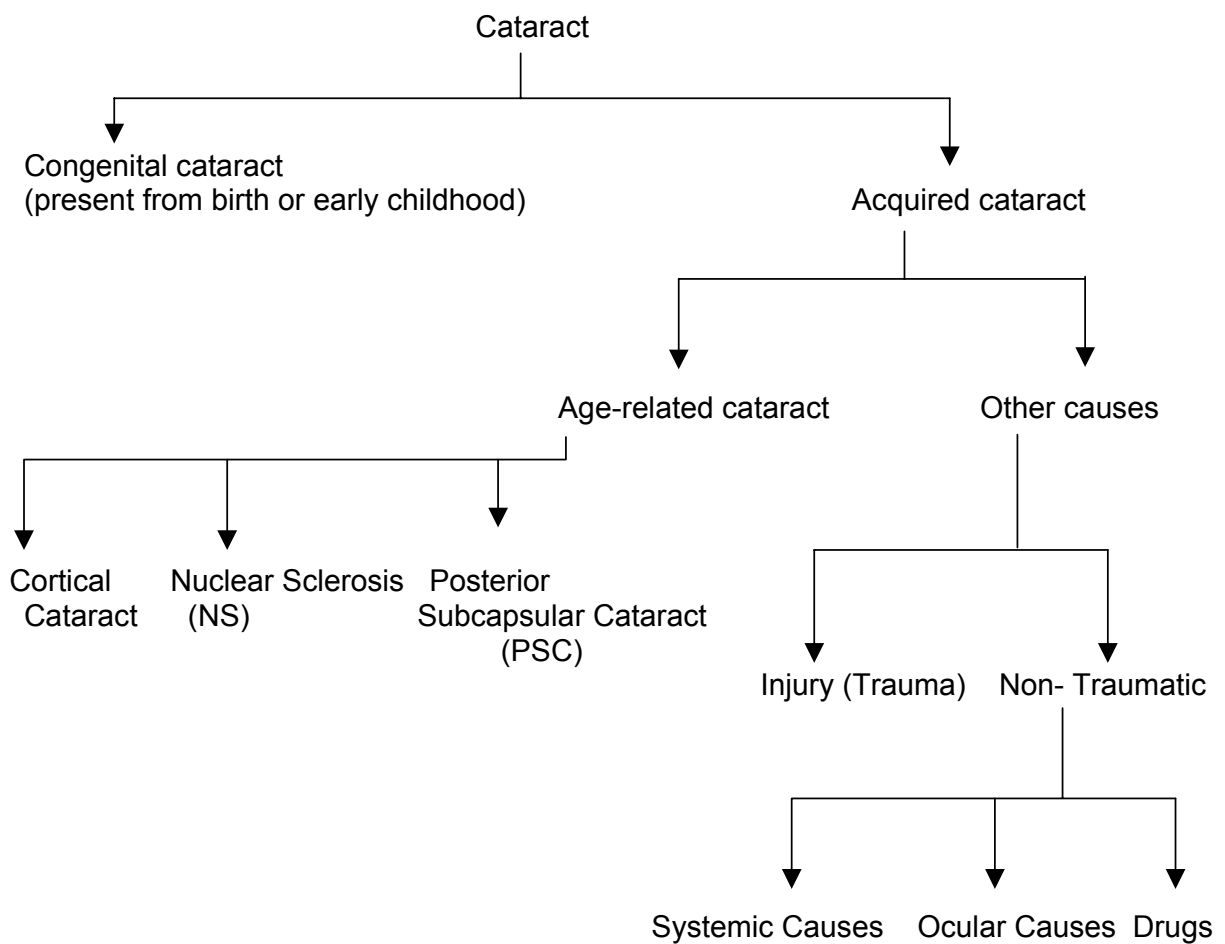 Cataract
Congenital cataract
(present from birth or early childhood)
Acquired cataract
Age-related cataract
Other causes
Cortical
Cataract
Nuclear Sclerosis
(NS)
Posterior
Subcapsular Cataract
(PSC)
Injury (Trauma)
Non- Traumatic
Systemic Causes
Ocular Causes
Drugs